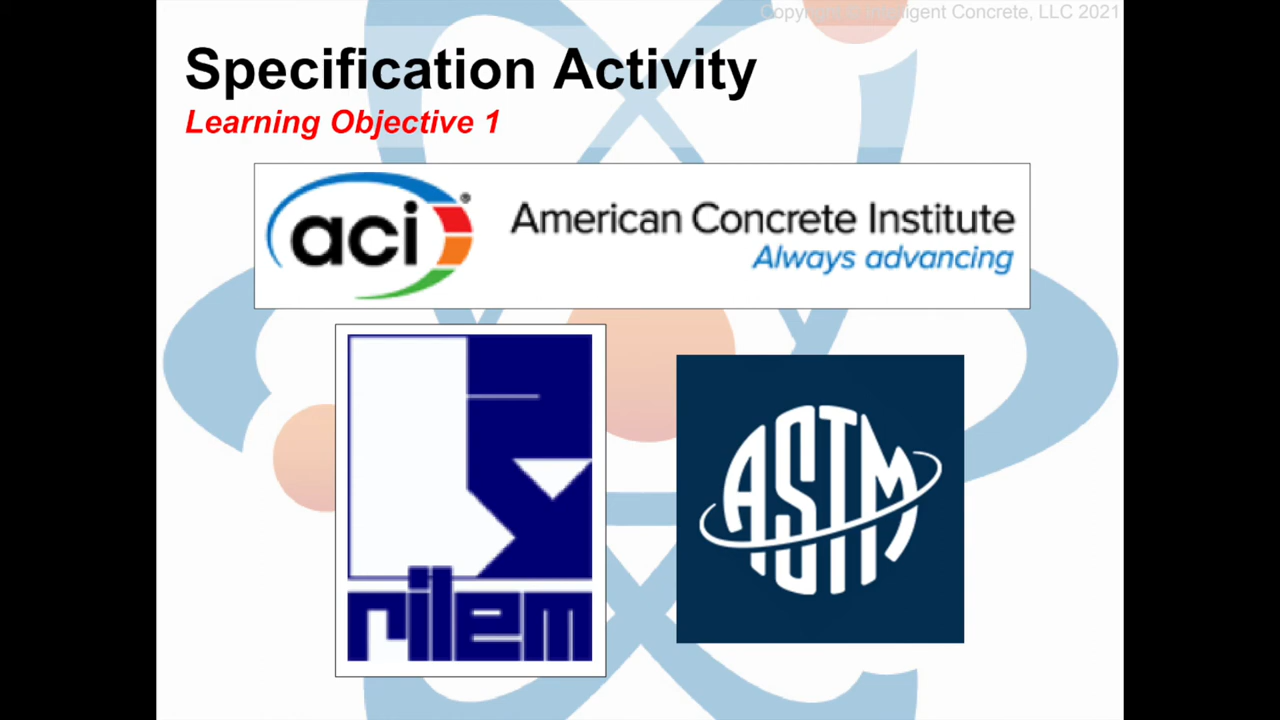 Copyright © Intelligent Concrete, LLC 2021
Specification Activity
Learning Objective 1
aci®
American Concrete Institute
Always advancing
rilem
ASTM